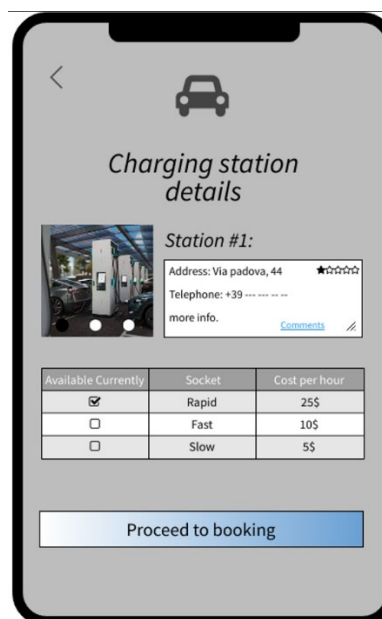 Charging station
details
Station #1:
Address: Via padova, 44
Telephone: +39 --- --- -- --
more info.
Comments
Available Currently Socket Cost per hour
Rapid 25$
Fast 10$
Slow 5$
Proceed to booking